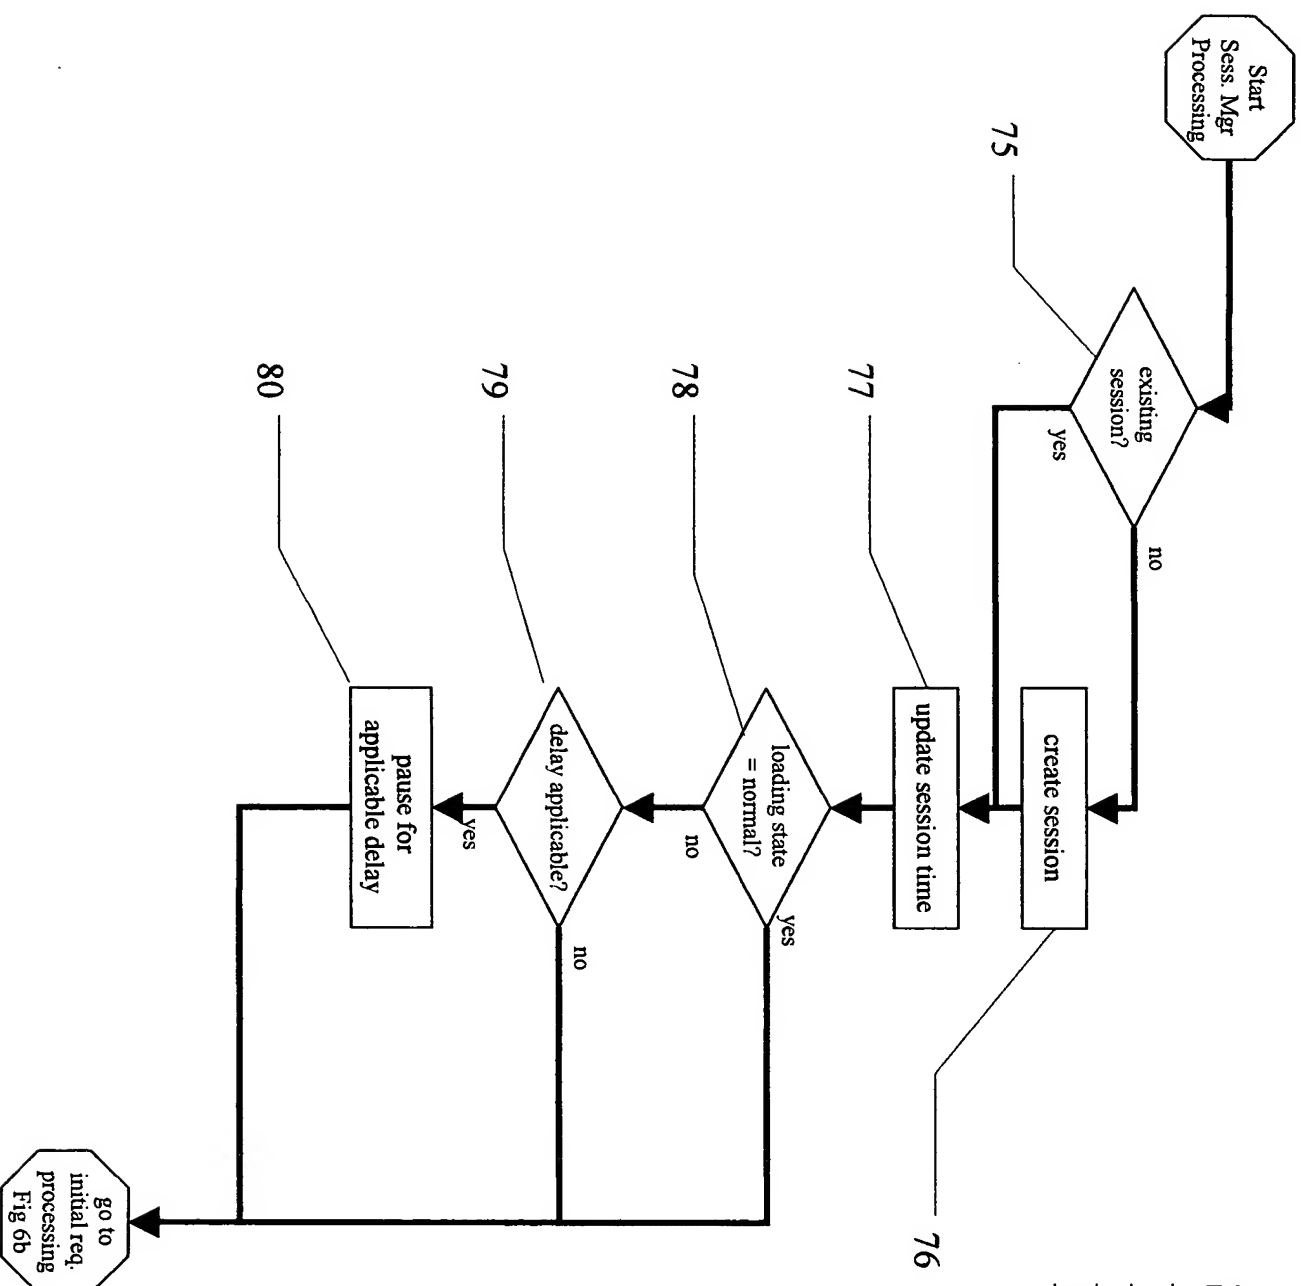 Start
Sess. Mgr
Processing
75
existing
session?
yes
no
create session
76
77
update session time
78
loading state
= normal?
yes
no
79
delay applicable?
no
yes
80
pause for
applicable delay
go to
initial req.
processing
Fig 6b